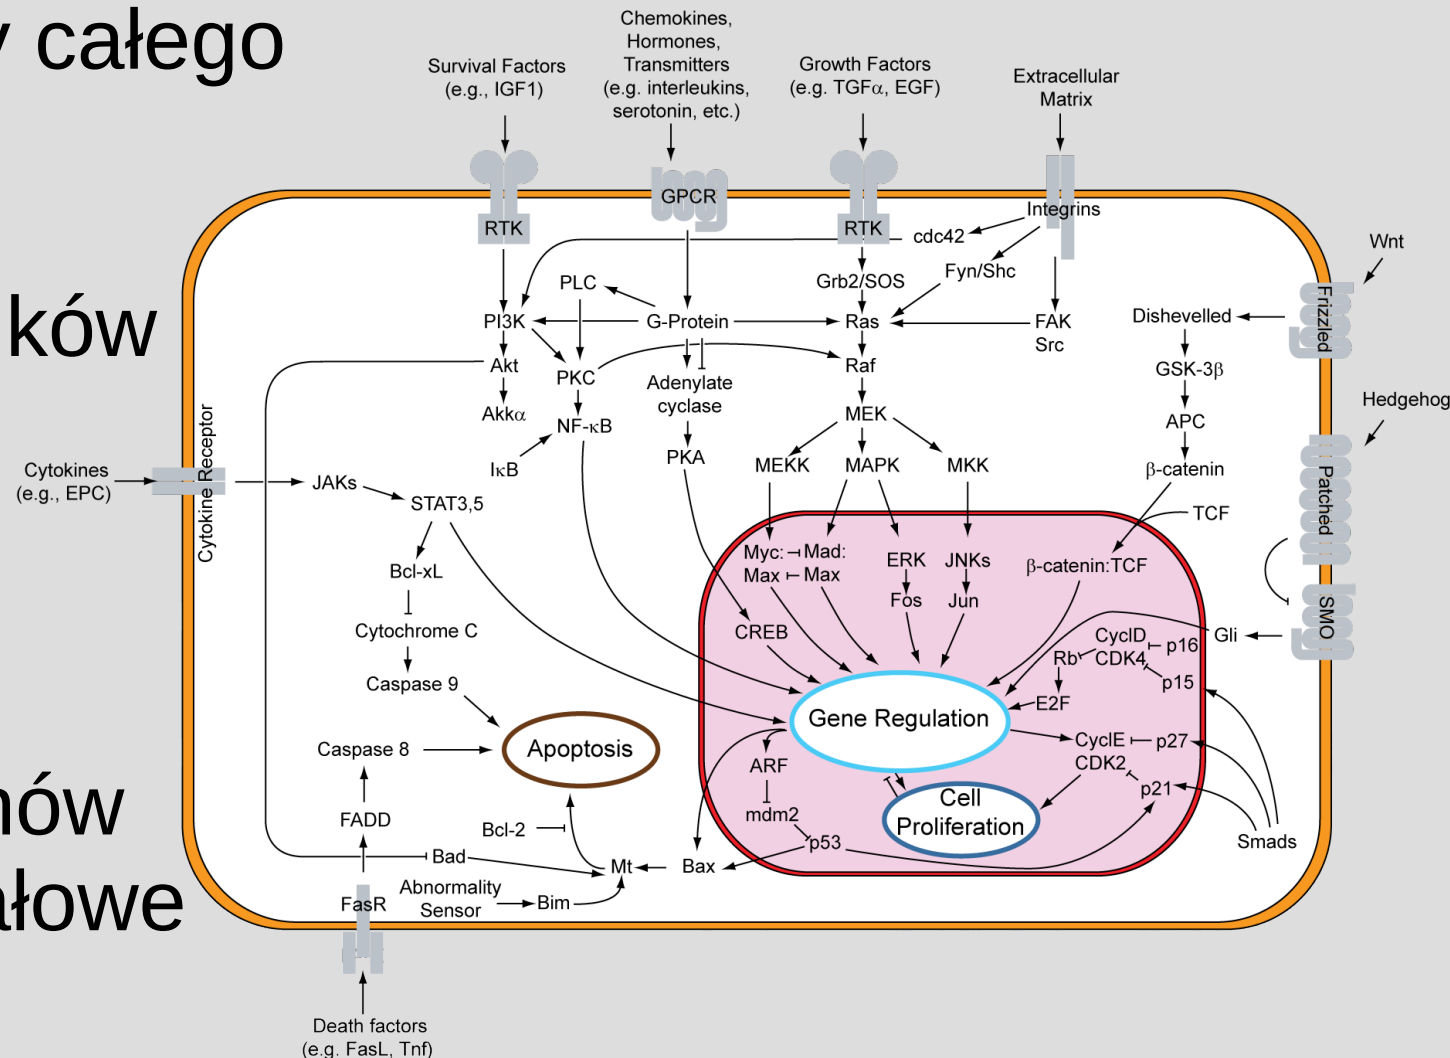 y całego
ków
nów
ałowe
Survival Factors
(e.g., IGF1)
Chemokines,
Hormones,
Transmitters
(e.g. interleukins,
serotonin, etc.)
Growth Factors
(e.g. TGFα, EGF)
Extracellular
Matrix
RTK
GPCR
RTK
Integrins
cdc42
Wnt
Grb2/SOS
Fyn/Shc
PLC
Frizzled
PI3K
G-Protein
Ras
FAK
Src
Dishevelled
Akt
PKC
Adenylate
cyclase
Raf
GSK-3β
Hedgehog
Akkα
NF-κB
MEK
APC
IκB
PKA
MEKK
MAPK
MKK
β-catenin
Cytokines
(e.g., EPC)
Cytokine Receptor
JAKs
STAT3,5
Patched
TCF
Myc:
Max
Mad:
Max
ERK
JNKs
β-catenin:TCF
Bcl-xL
Fos
Jun
SMO
Cytochrome C
CREB
Gli
CyclD
CDK4
p16
Rb
p15
Caspase 9
E2F
Gene Regulation
Apoptosis
Caspase 8
CyclE
CDK2
p27
ARF
p21
Cell
Proliferation
mdm2
FADD
Bcl-2
p53
Smads
Bad
Mt
Bax
Abnormality
Sensor
Bim
FasR
Death factors
(e.g. FasL, Tnf)